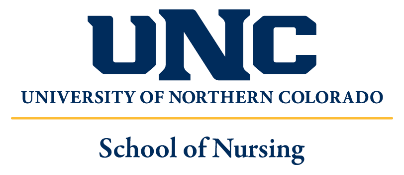 UNC
UNIVERSITY OF NORTHERN COLORADO
School of Nursing